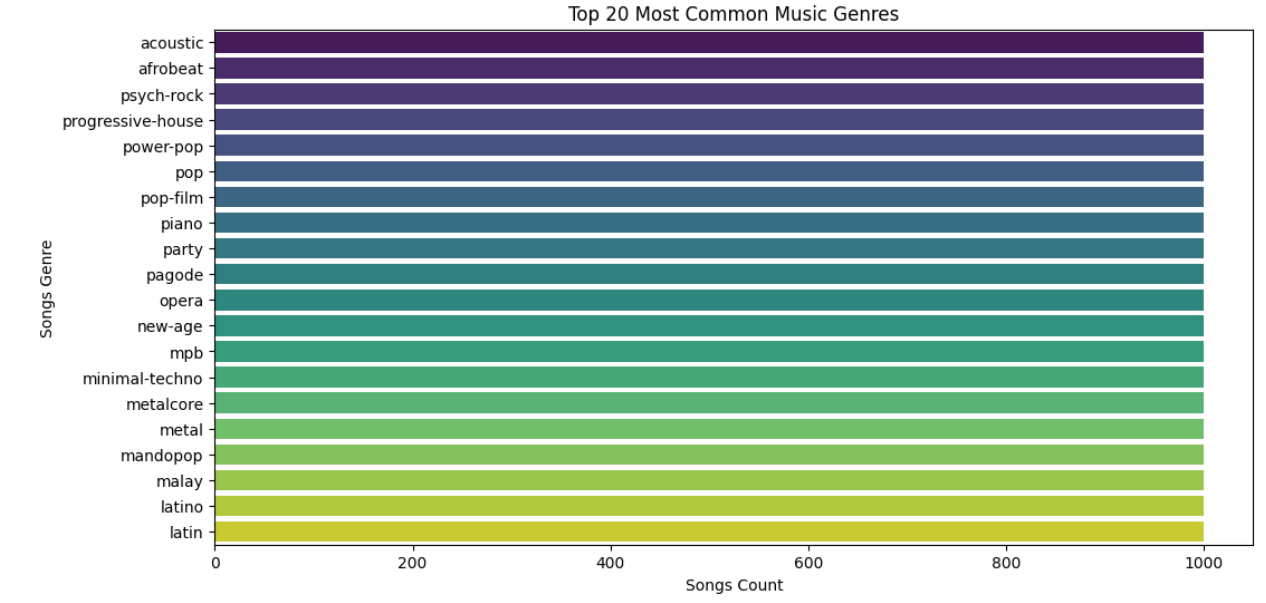 Top 20 Most Common Music Genres
Songs Genre
acoustic
afrobeat
psych-rock
progressive-house
power-pop
pop
pop-film
piano
party
pagode
opera
new-age
mpb
minimal-techno
metalcore
metal
mandopop
malay
latino
latin
0 200 400 600 800 1000
Songs Count